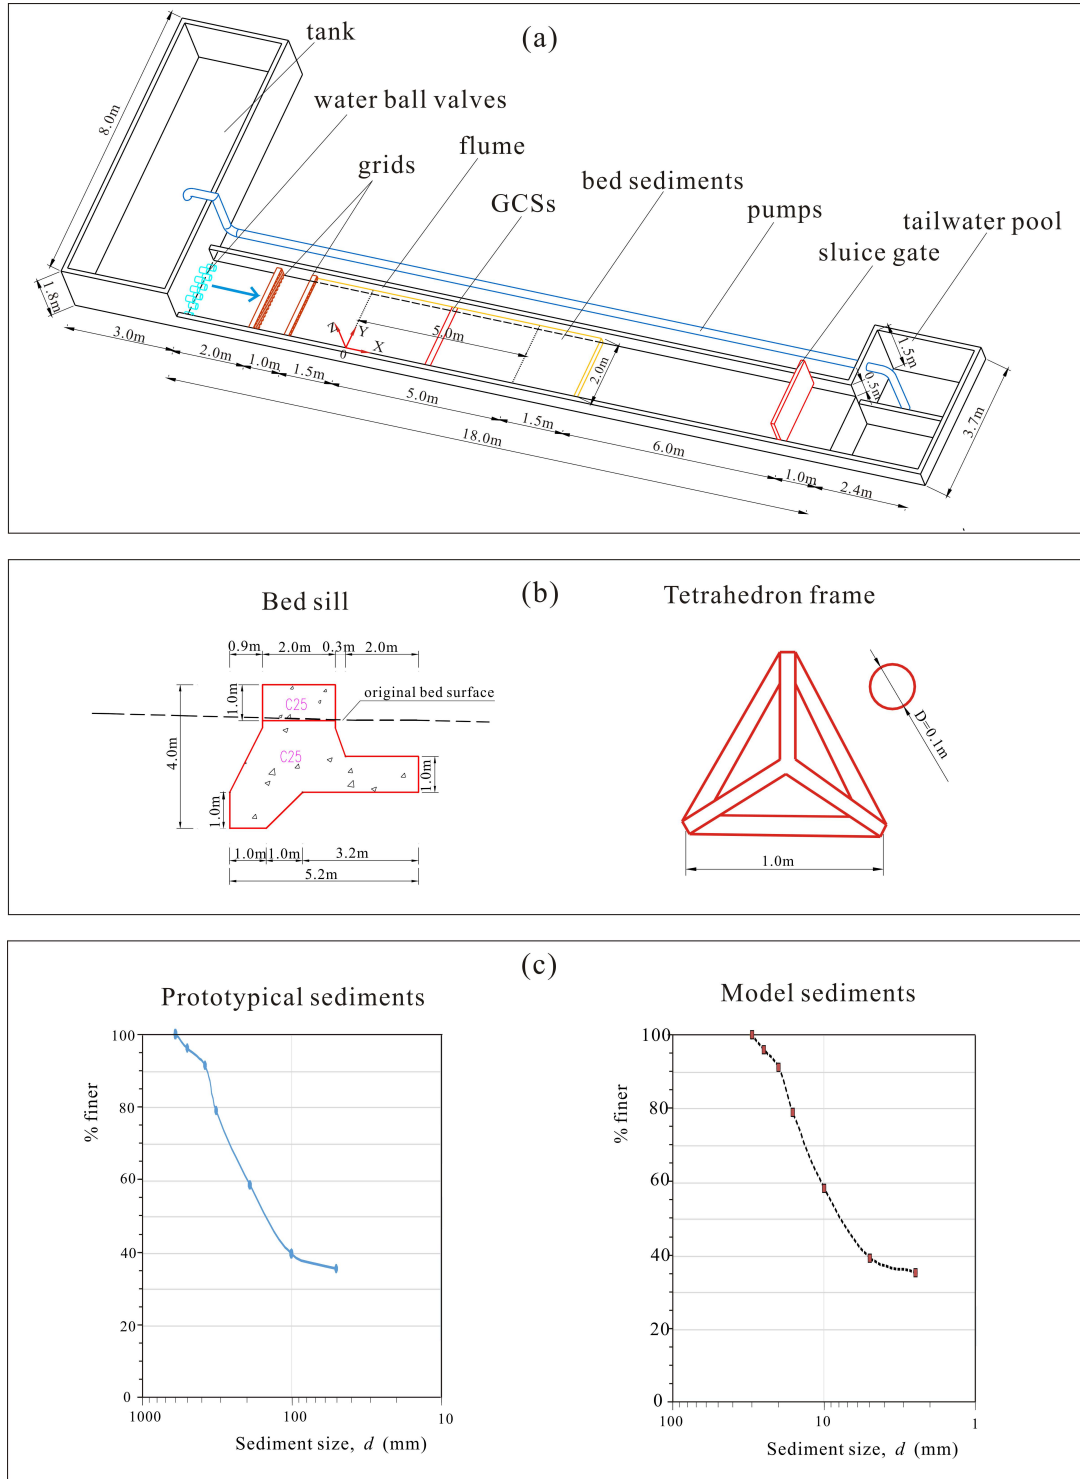 (a)
tank
water ball valves
grids
flume
GCSs
bed sediments
pumps
sluice gate
tailwater pool
8.0m
1.8m
3.0m
2.0m
1.0m
1.5m
5.0m
1.5m
6.0m
1.0m
2.4m
18.0m
5.0m
2.0m
1.5m
0.5m
3.7m
Z
Y
X
0
(b)
Bed sill
Tetrahedron frame
0.9m
2.0m
0.3m
2.0m
original bed surface
1.0m
C25
4.0m
C25
1.0m
1.0m
1.0m
1.0m
3.2m
5.2m
D=0.1m
1.0m
(c)
Prototypical sediments
Model sediments
100
80
60
40
20
0
% finer
1000
100
10
Sediment size, d (mm)
100
80
60
40
20
0
% finer
100
10
1
Sediment size, d (mm)